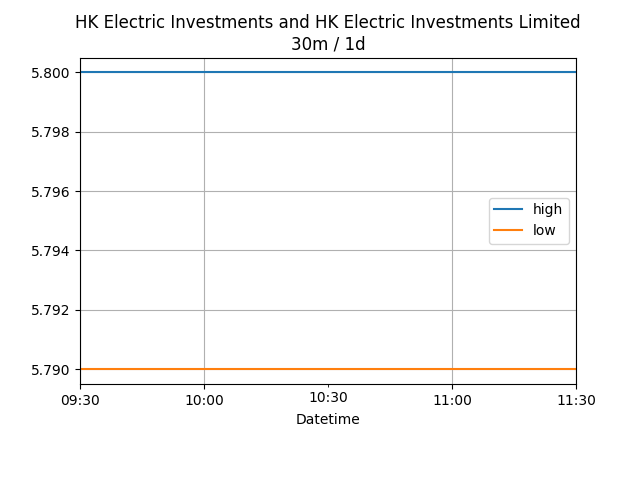 HK Electric Investments and HK Electric Investments Limited
30m / 1d
5.800
5.798
5.796
5.794
5.792
5.790
high
low
09:30 10:00 10:30 11:00 11:30
Datetime